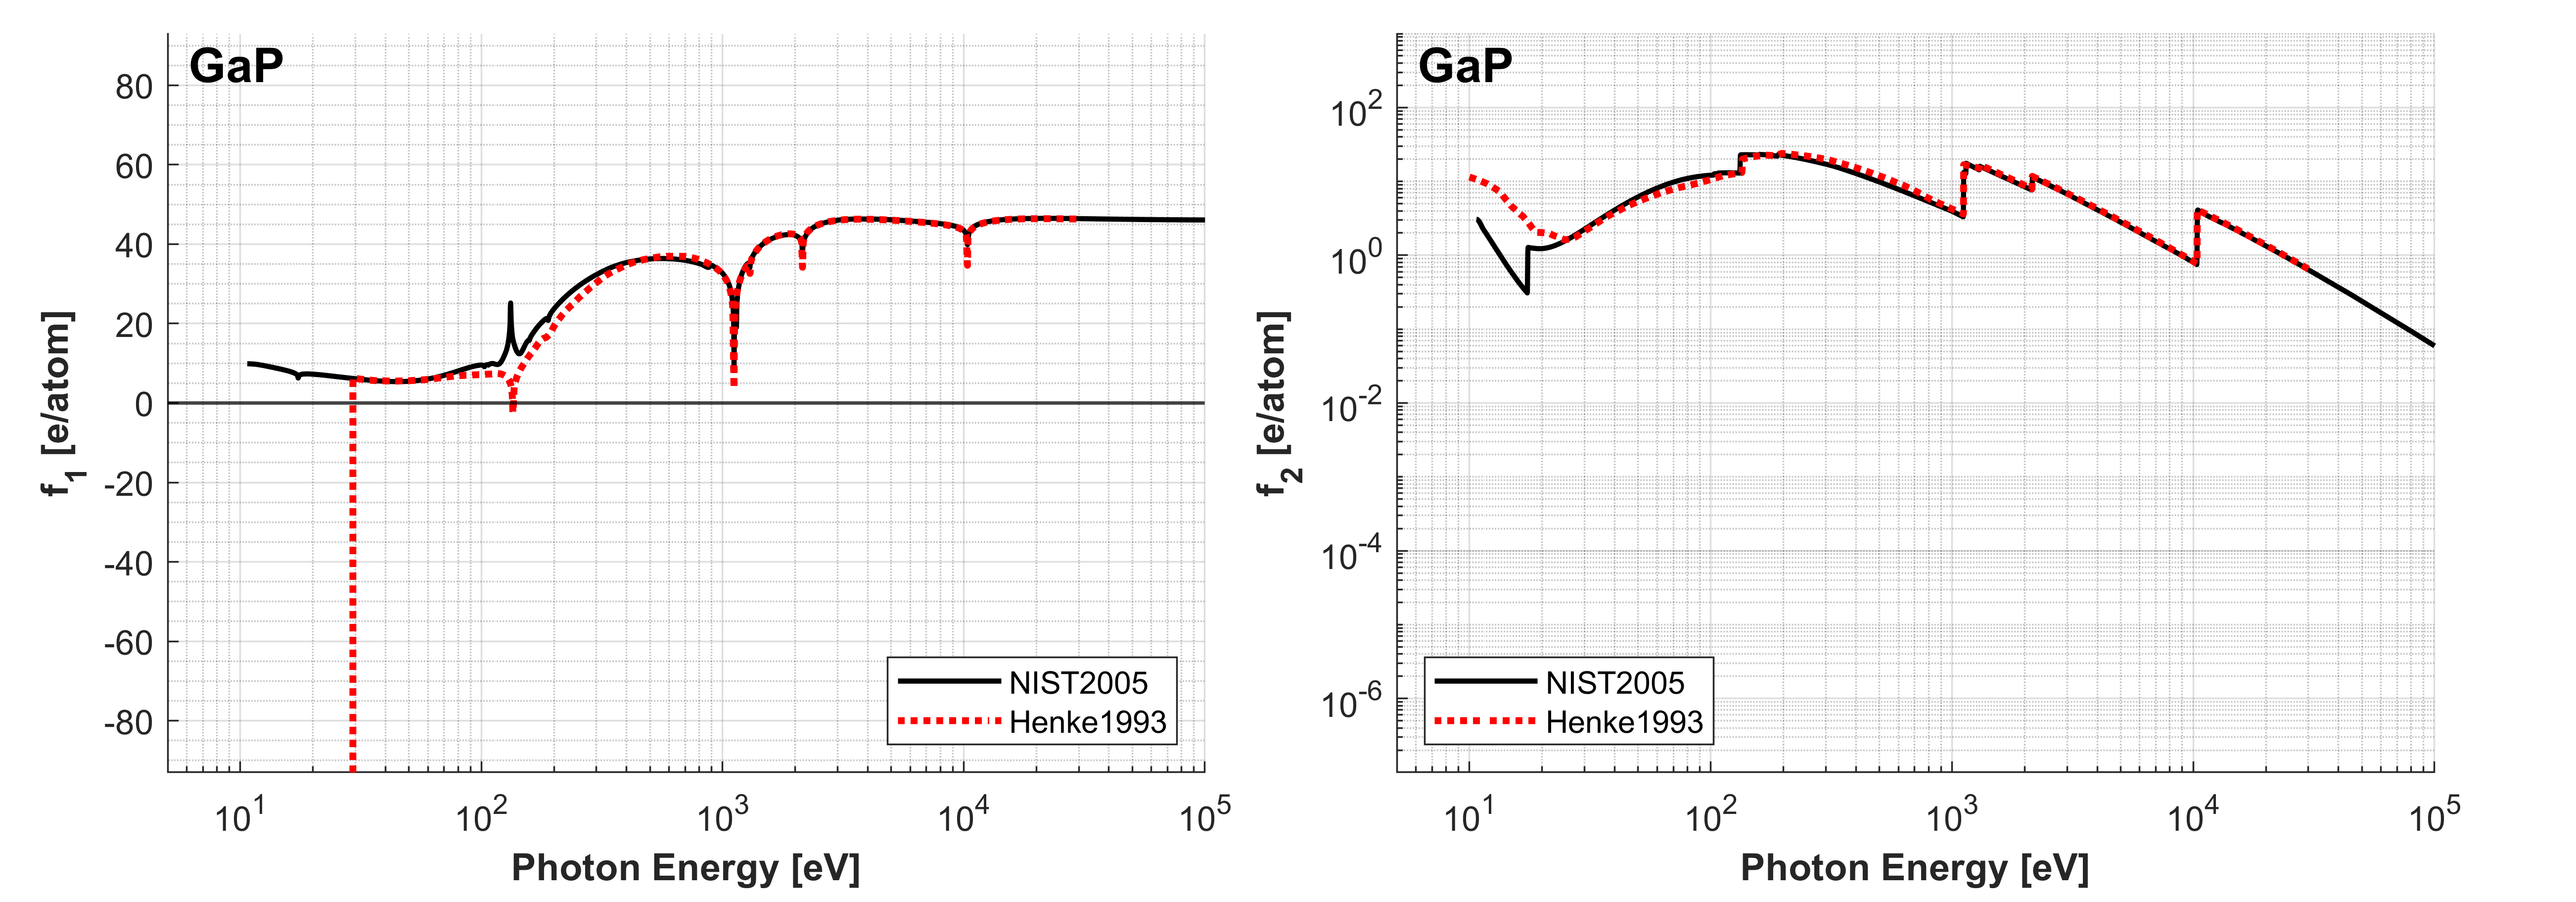 GaP
f1 [e/atom]
80
60
40
20
0
-20
-40
-60
-80
NIST2005
Henke1993
10^1 10^2 10^3 10^4 10^5
Photon Energy [eV]
GaP
f2 [e/atom]
10^2
10^0
10^-2
10^-4
10^-6
NIST2005
Henke1993
10^1 10^2 10^3 10^4 10^5
Photon Energy [eV]